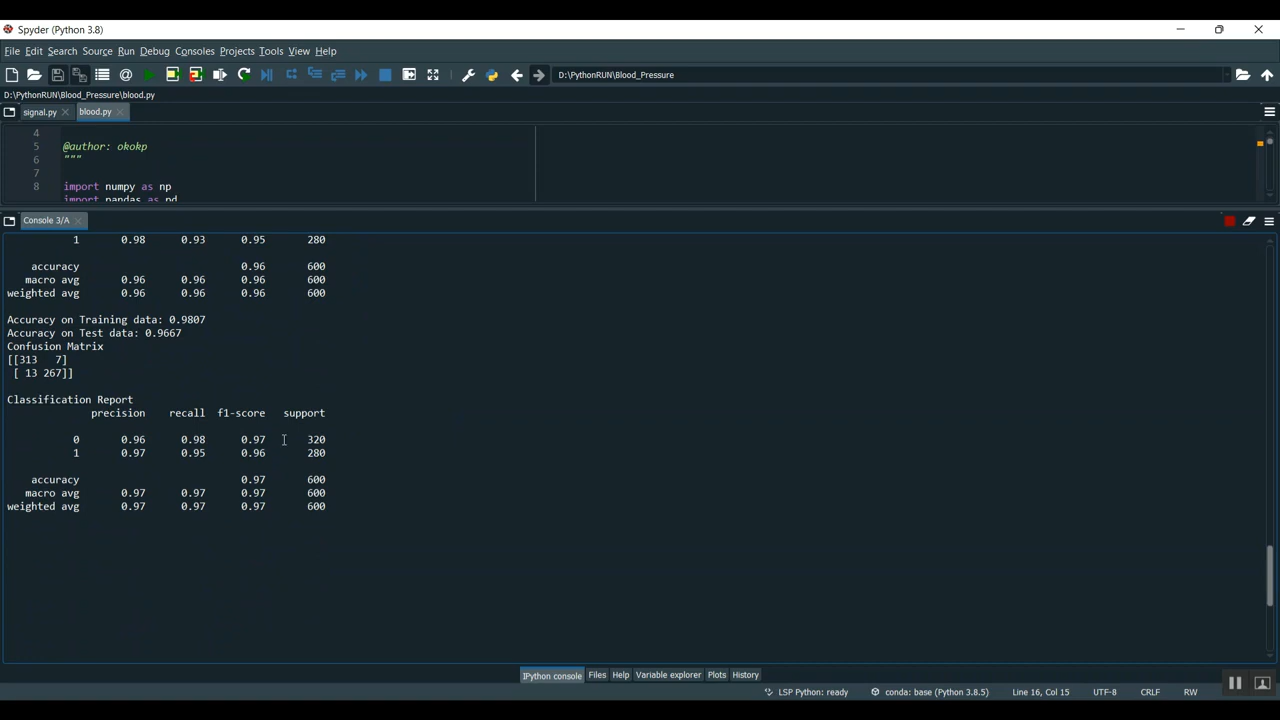 Spyder (Python 3.8)
File Edit Search Source Run Debug Consoles Projects Tools View Help
D:\PythonRUN\Blood_Pressure
D:\PythonRUN\Blood_Pressure\blood.py
signal.py blood.py
4
5 @author: okokp
6 """
7
8 import numpy as np
import pandas as pd
Console 3/A
1 0.98 0.93 0.95 280
accuracy 0.96 600
macro avg 0.96 0.96 0.96 600
weighted avg 0.96 0.96 0.96 600
Accuracy on Training data: 0.9807
Accuracy on Test data: 0.9667
Confusion Matrix
[[313 7]
[ 13 267]]
Classification Report
precision recall f1-score support
0 0.96 0.98 0.97 320
1 0.97 0.95 0.96 280
accuracy 0.97 600
macro avg 0.97 0.97 0.97 600
weighted avg 0.97 0.97 0.97 600
IPython console Files Help Variable explorer Plots History
LSP Python: ready conda: base (Python 3.8.5) Line 16, Col 15 UTF-8 CRLF RW